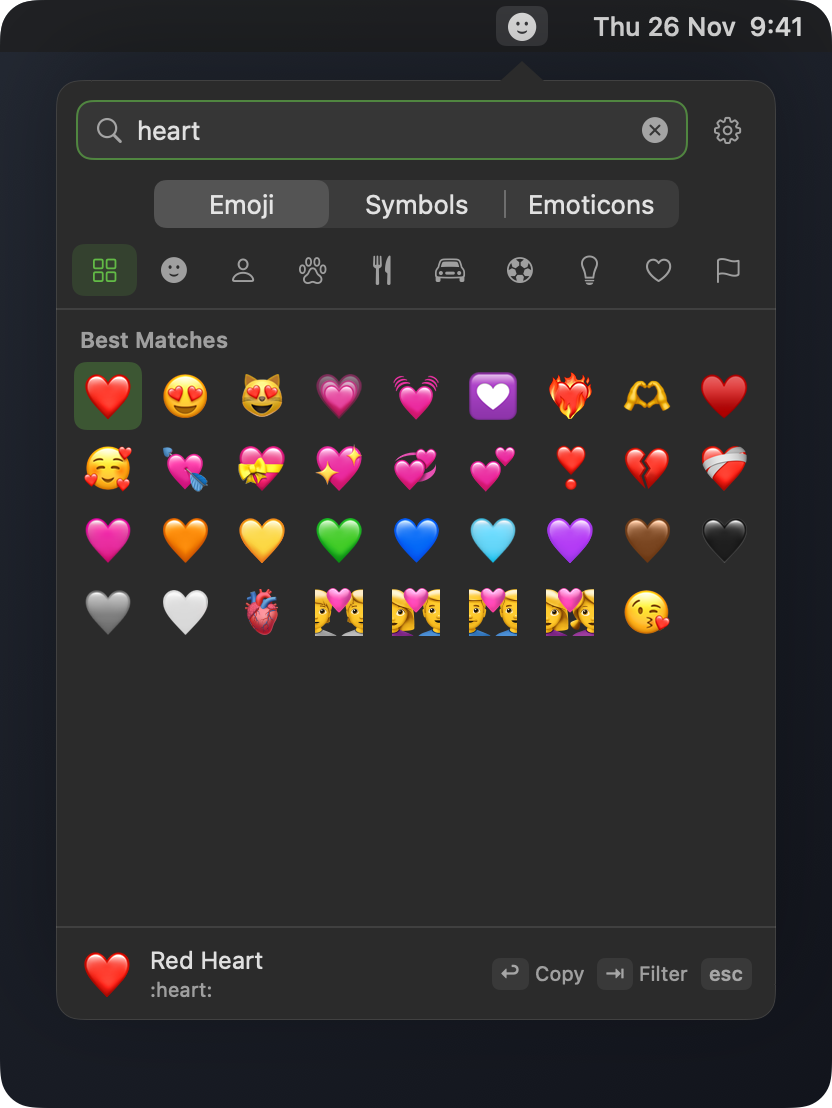 Thu 26 Nov 9:41
heart
Emoji Symbols Emoticons
Best Matches
Red Heart
:heart:
Copy Filter esc